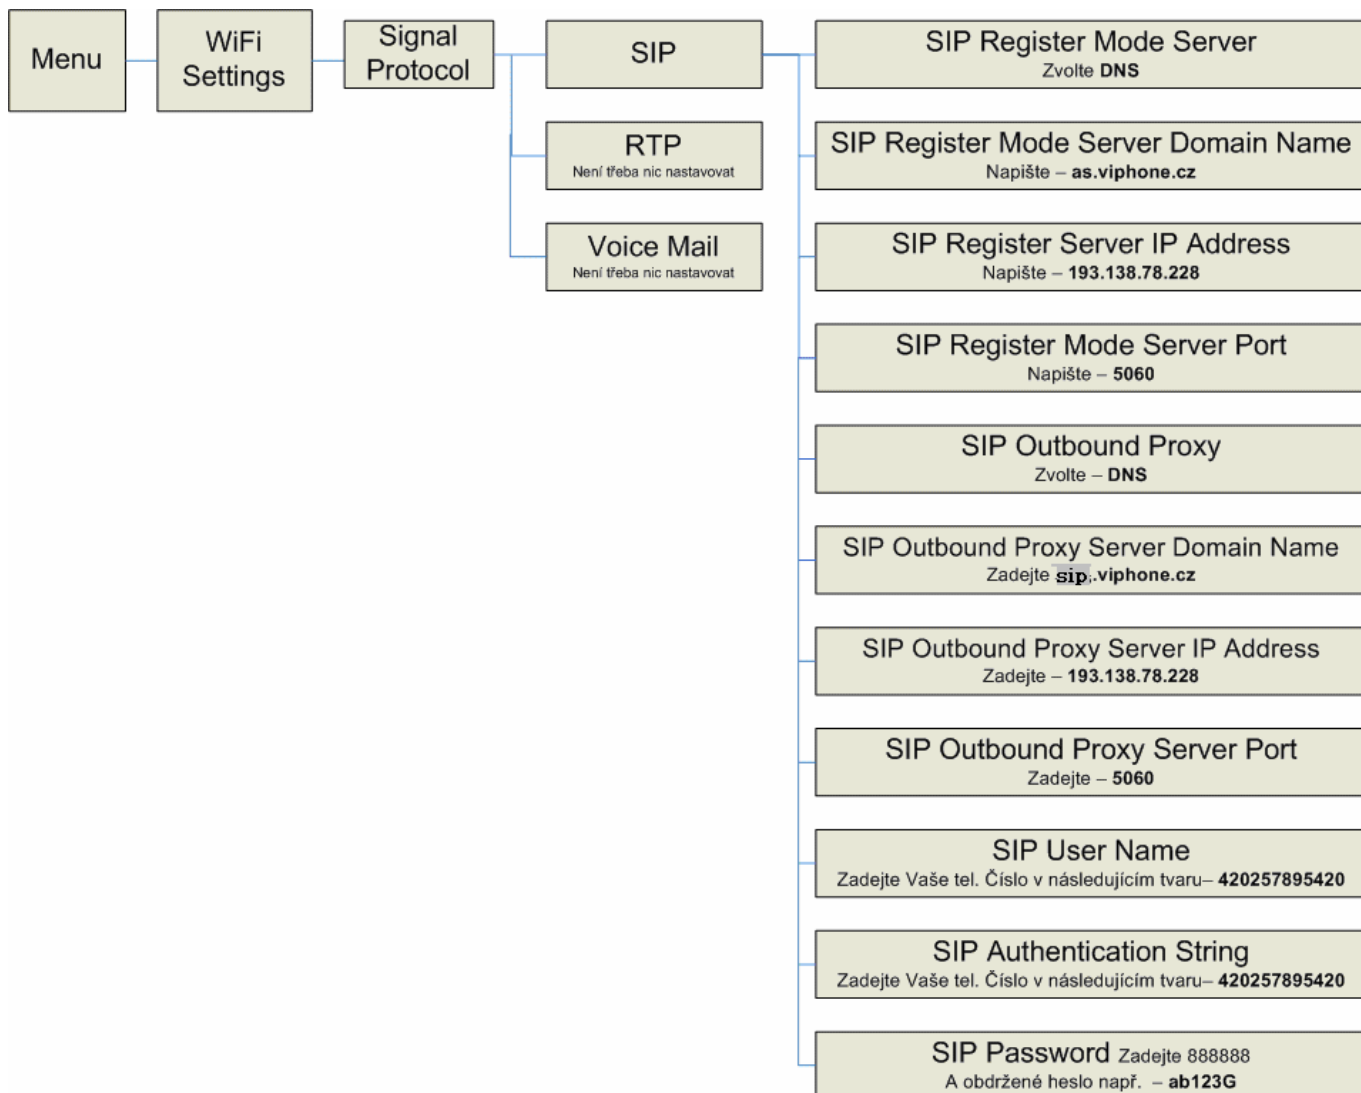 Menu
WiFi
Settings
Signal
Protocol
SIP
RTP
Není třeba nic nastavovat
Voice Mail
Není třeba nic nastavovat
SIP Register Mode Server
Zvolte DNS
SIP Register Mode Server Domain Name
Napište – as.viphone.cz
SIP Register Server IP Address
Napište – 193.138.78.228
SIP Register Mode Server Port
Napište – 5060
SIP Outbound Proxy
Zvolte – DNS
SIP Outbound Proxy Server Domain Name
Zadejte sip.viphone.cz
SIP Outbound Proxy Server IP Address
Zadejte – 193.138.78.228
SIP Outbound Proxy Server Port
Zadejte – 5060
SIP User Name
Zadejte Vaše tel. Číslo v následujícím tvaru– 420257895420
SIP Authentication String
Zadejte Vaše tel. Číslo v následujícím tvaru– 420257895420
SIP Password Zadejte 888888
A obdržené heslo např. – ab123G